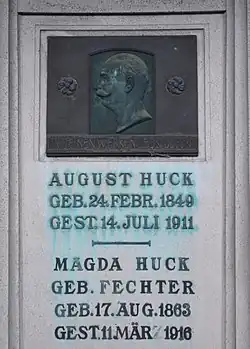 AUGUST HUCK
GEB. 24. FEBR. 1849
GEST. 14. JULI 1911
MAGDA HUCK
GEB. FECHTER
GEB. 17. AUG. 1863
GEST. 11. MÄRZ 1916